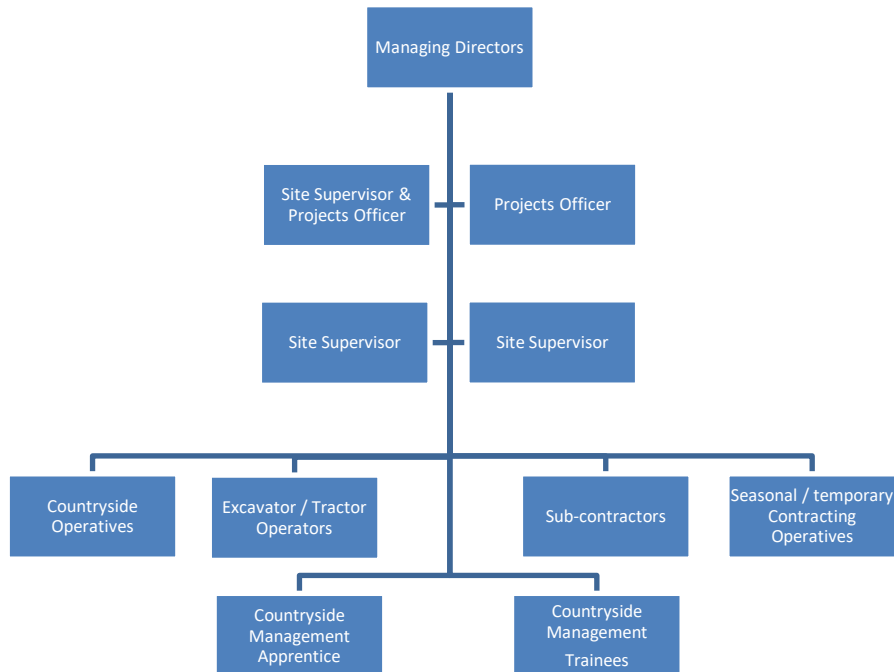 Managing Directors
Site Supervisor &
Projects Officer
Projects Officer
Site Supervisor
Site Supervisor
Countryside
Operatives
Excavator / Tractor
Operators
Sub-contractors
Seasonal / temporary
Contracting
Operatives
Countryside
Management
Apprentice
Countryside
Management
Trainees